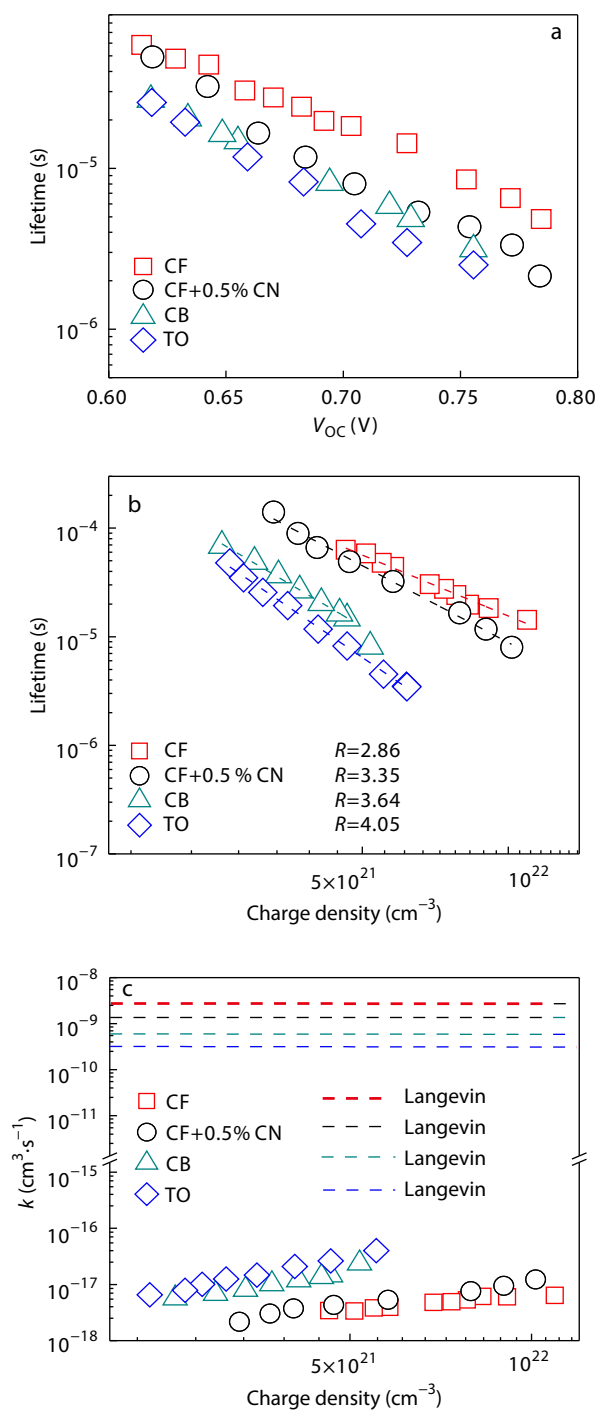 a
10⁻⁵
10⁻⁶
Lifetime (s)
CF
CF+0.5% CN
CB
TO
0.60 0.65 0.70 0.75 0.80
V_OC (V)
b
10⁻⁴
10⁻⁵
10⁻⁶
10⁻⁷
Lifetime (s)
CF R=2.86
CF+0.5 % CN R=3.35
CB R=3.64
TO R=4.05
5×10²¹ 10²²
Charge density (cm⁻³)
c
10⁻⁸
10⁻⁹
10⁻¹⁰
10⁻¹¹
10⁻¹⁵
10⁻¹⁶
10⁻¹⁷
10⁻¹⁸
k (cm³·s⁻¹)
CF Langevin
CF+0.5% CN Langevin
CB Langevin
TO Langevin
5×10²¹ 10²²
Charge density (cm⁻³)